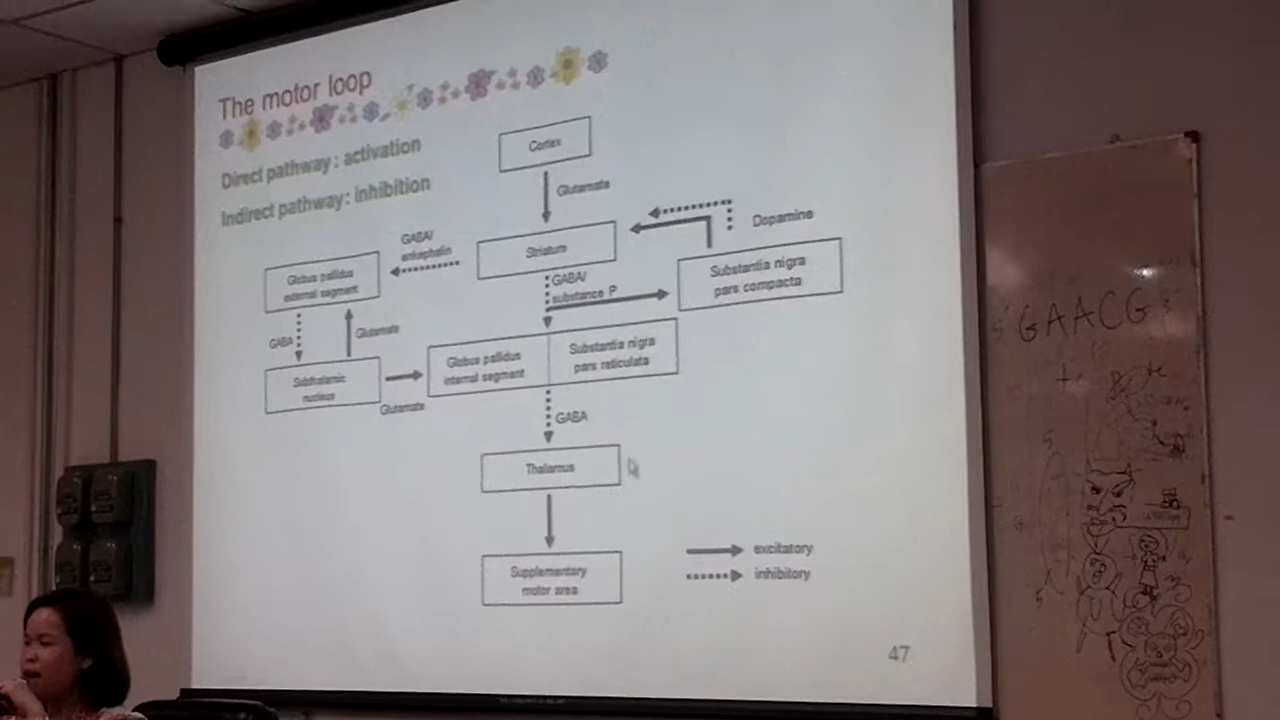 The motor loop
Direct pathway : activation
Indirect pathway : inhibition
Cortex
Glutamate
Dopamine
GABA/
enkephalin
Striatum
Globus pallidus
external segment
GABA/
substance P
Substantia nigra
pars compacta
GABA
Glutamate
Globus pallidus
internal segment
Substantia nigra
pars reticulata
Subthalamic
nucleus
Glutamate
GABA
Thalamus
Supplementary
motor area
excitatory
inhibitory
47
5' GAACG 3'